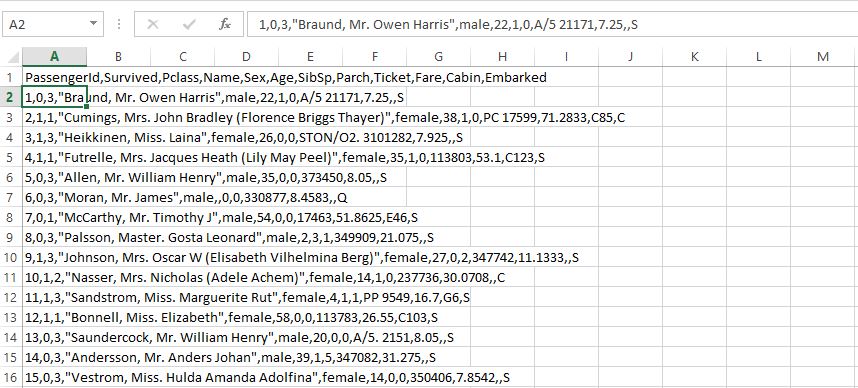 A2
fx
1,0,3,"Braund, Mr. Owen Harris",male,22,1,0,A/5 21171,7.25,,S
A B C D E F G H I J K L M
1 PassengerId,Survived,Pclass,Name,Sex,Age,SibSp,Parch,Ticket,Fare,Cabin,Embarked
2 1,0,3,"Braund, Mr. Owen Harris",male,22,1,0,A/5 21171,7.25,,S
3 2,1,1,"Cumings, Mrs. John Bradley (Florence Briggs Thayer)",female,38,1,0,PC 17599,71.2833,C85,C
4 3,1,3,"Heikkinen, Miss. Laina",female,26,0,0,STON/O2. 3101282,7.925,,S
5 4,1,1,"Futrelle, Mrs. Jacques Heath (Lily May Peel)",female,35,1,0,113803,53.1,C123,S
6 5,0,3,"Allen, Mr. William Henry",male,35,0,0,373450,8.05,,S
7 6,0,3,"Moran, Mr. James",male,,0,0,330877,8.4583,,Q
8 7,0,1,"McCarthy, Mr. Timothy J",male,54,0,0,17463,51.8625,E46,S
9 8,0,3,"Palsson, Master. Gosta Leonard",male,2,3,1,349909,21.075,,S
10 9,1,3,"Johnson, Mrs. Oscar W (Elisabeth Vilhelmina Berg)",female,27,0,2,347742,11.1333,,S
11 10,1,2,"Nasser, Mrs. Nicholas (Adele Achem)",female,14,1,0,237736,30.0708,,C
12 11,1,3,"Sandstrom, Miss. Marguerite Rut",female,4,1,1,PP 9549,16.7,G6,S
13 12,1,1,"Bonnell, Miss. Elizabeth",female,58,0,0,113783,26.55,C103,S
14 13,0,3,"Saundercock, Mr. William Henry",male,20,0,0,A/5. 2151,8.05,,S
15 14,0,3,"Andersson, Mr. Anders Johan",male,39,1,5,347082,31.275,,S
16 15,0,3,"Vestrom, Miss. Hulda Amanda Adolfina",female,14,0,0,350406,7.8542,,S